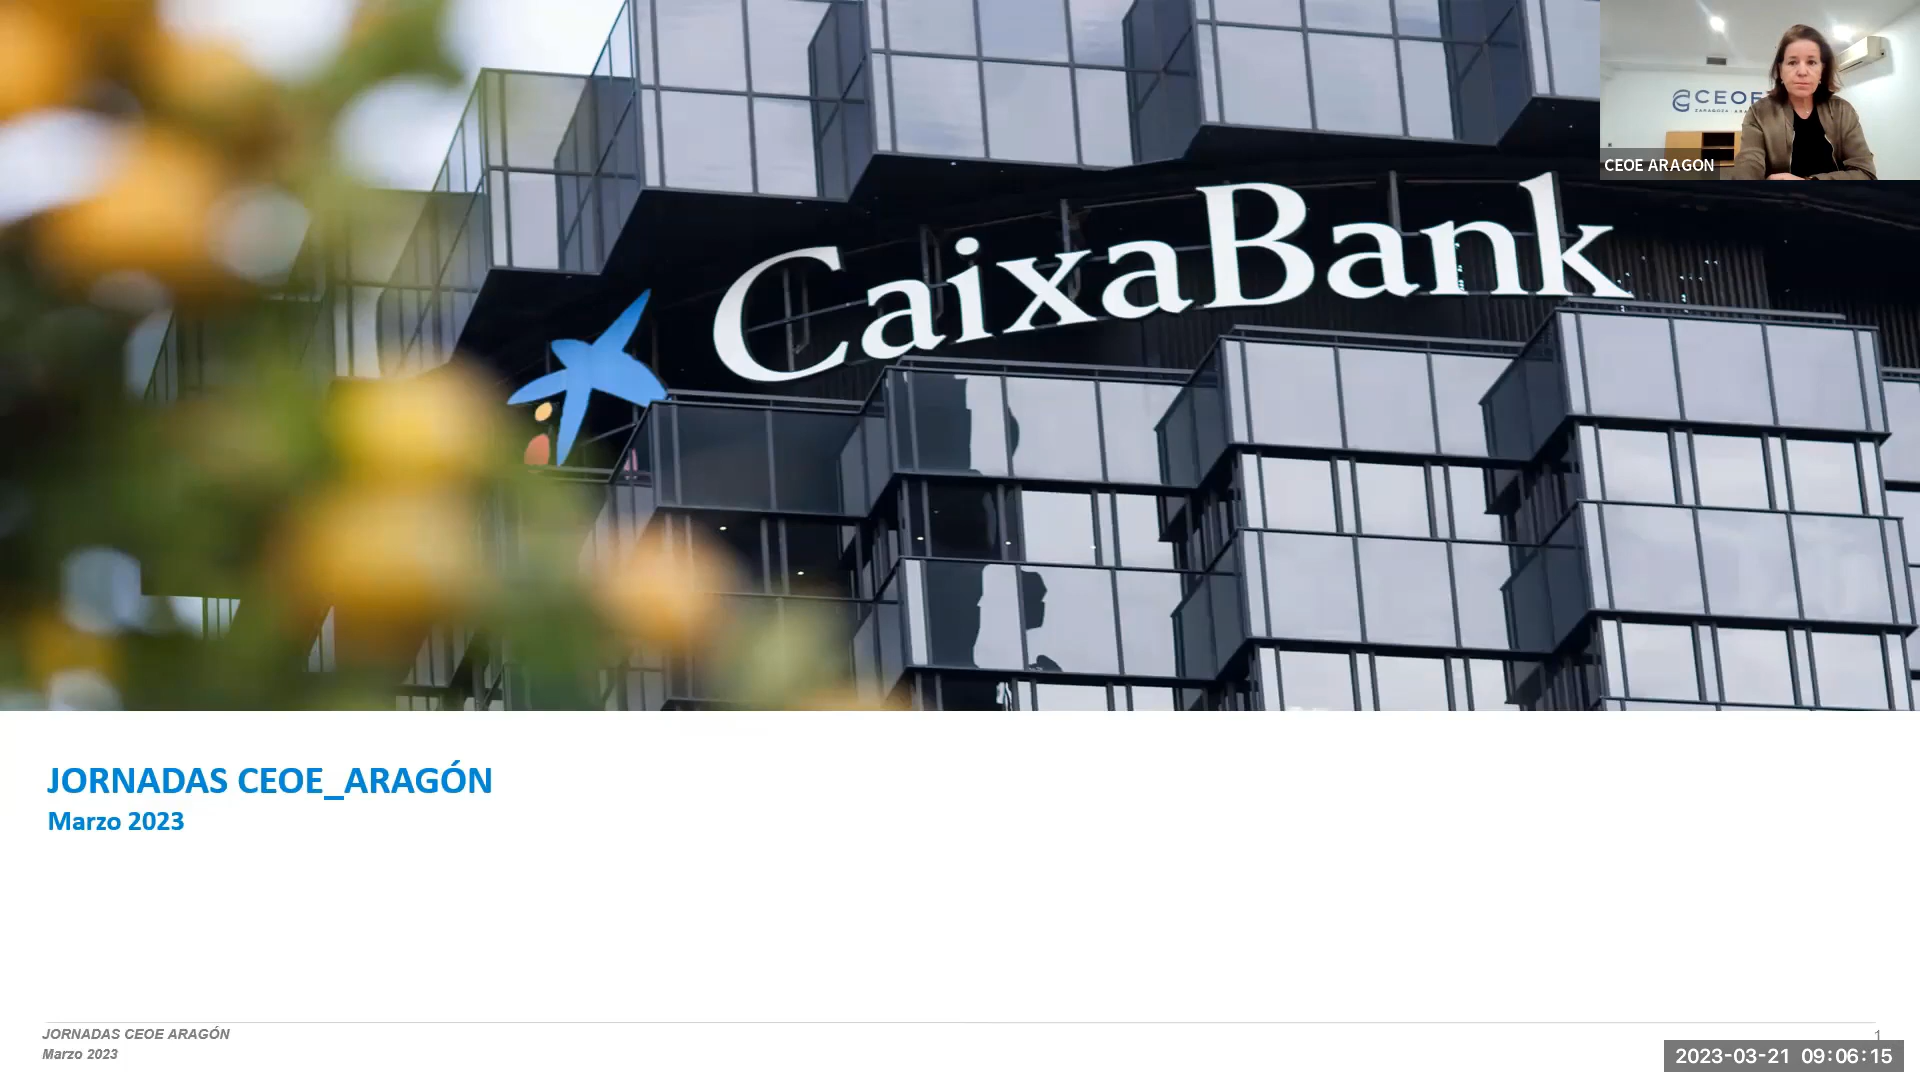 CaixaBank
CEOE
CEOE ARAGON
JORNADAS CEOE_ARAGÓN
Marzo 2023
JORNADAS CEOE ARAGÓN
Marzo 2023
1
2023-03-21 09:06:15